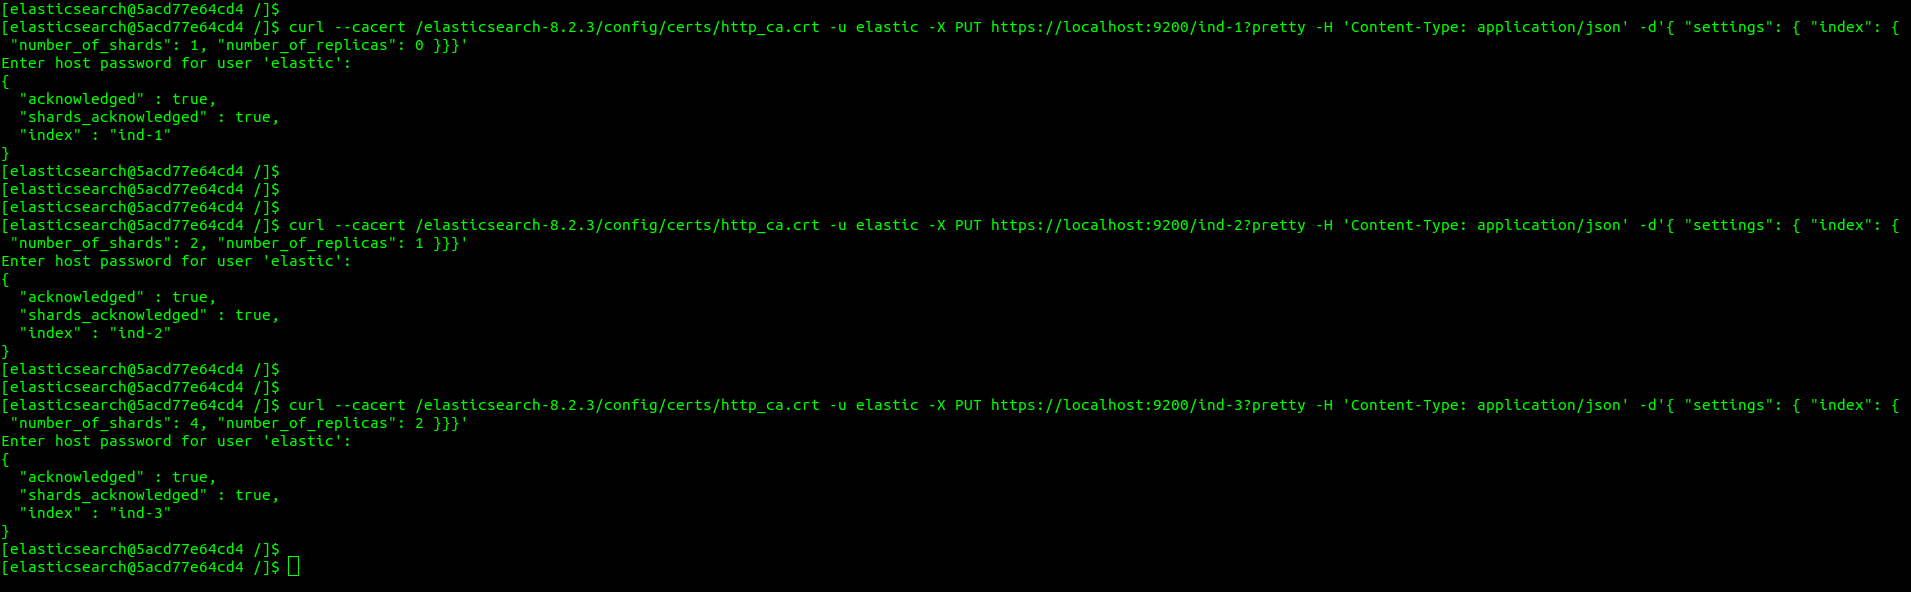 [elasticsearch@5acd77e64cd4 /]$
[elasticsearch@5acd77e64cd4 /]$ curl --cacert /elasticsearch-8.2.3/config/certs/http_ca.crt -u elastic -X PUT https://localhost:9200/ind-1?pretty -H 'Content-Type: application/json' -d'{ "settings": { "index": {
 "number_of_shards": 1, "number_of_replicas": 0 }}}'
Enter host password for user 'elastic':
{
  "acknowledged" : true,
  "shards_acknowledged" : true,
  "index" : "ind-1"
}
[elasticsearch@5acd77e64cd4 /]$
[elasticsearch@5acd77e64cd4 /]$
[elasticsearch@5acd77e64cd4 /]$
[elasticsearch@5acd77e64cd4 /]$ curl --cacert /elasticsearch-8.2.3/config/certs/http_ca.crt -u elastic -X PUT https://localhost:9200/ind-2?pretty -H 'Content-Type: application/json' -d'{ "settings": { "index": {
 "number_of_shards": 2, "number_of_replicas": 1 }}}'
Enter host password for user 'elastic':
{
  "acknowledged" : true,
  "shards_acknowledged" : true,
  "index" : "ind-2"
}
[elasticsearch@5acd77e64cd4 /]$
[elasticsearch@5acd77e64cd4 /]$
[elasticsearch@5acd77e64cd4 /]$ curl --cacert /elasticsearch-8.2.3/config/certs/http_ca.crt -u elastic -X PUT https://localhost:9200/ind-3?pretty -H 'Content-Type: application/json' -d'{ "settings": { "index": {
 "number_of_shards": 4, "number_of_replicas": 2 }}}'
Enter host password for user 'elastic':
{
  "acknowledged" : true,
  "shards_acknowledged" : true,
  "index" : "ind-3"
}
[elasticsearch@5acd77e64cd4 /]$
[elasticsearch@5acd77e64cd4 /]$